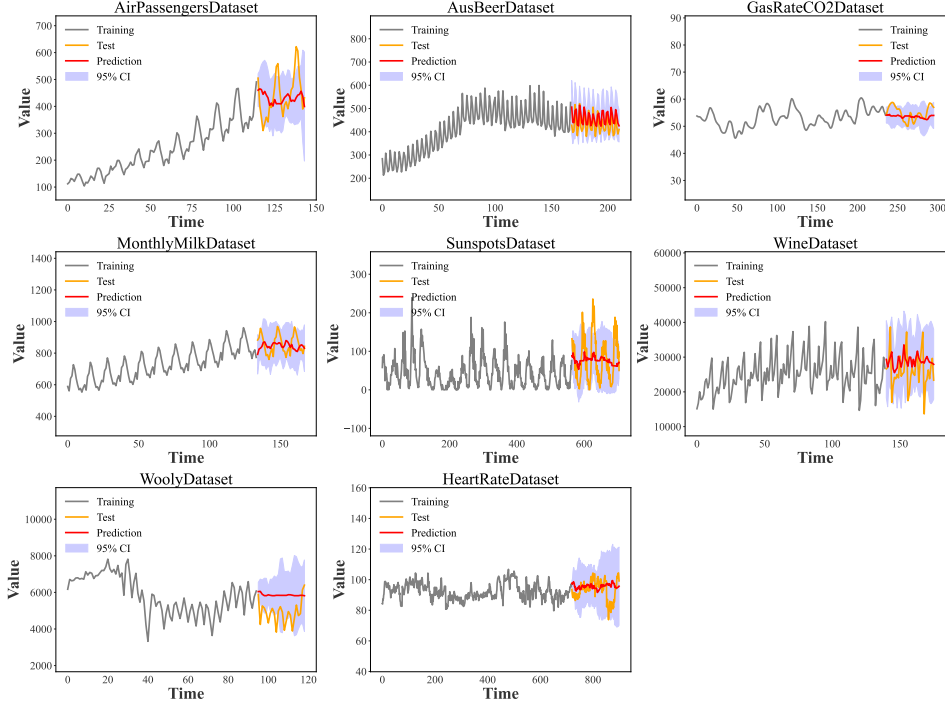 AirPassengersDataset
700
600
500
400
300
200
100
Value
Training
Test
Prediction
95% CI
0
25
50
75
100
125
150
Time
AusBeerDataset
800
700
600
500
400
300
200
Value
Training
Test
Prediction
95% CI
0
50
100
150
200
Time
GasRateCO2Dataset
90
80
70
60
50
40
30
Value
Training
Test
Prediction
95% CI
0
50
100
150
200
250
300
Time
MonthlyMilkDataset
1400
1200
1000
800
600
400
Value
Training
Test
Prediction
95% CI
0
50
100
150
Time
SunspotsDataset
300
200
100
0
−100
Value
Training
Test
Prediction
95% CI
0
200
400
600
Time
WineDataset
60000
50000
40000
30000
20000
10000
Value
Training
Test
Prediction
95% CI
0
50
100
150
Time
WoolyDataset
10000
8000
6000
4000
2000
Value
Training
Test
Prediction
95% CI
0
20
40
60
80
100
120
Time
HeartRateDataset
160
140
120
100
80
60
40
Value
Training
Test
Prediction
95% CI
0
200
400
600
800
Time